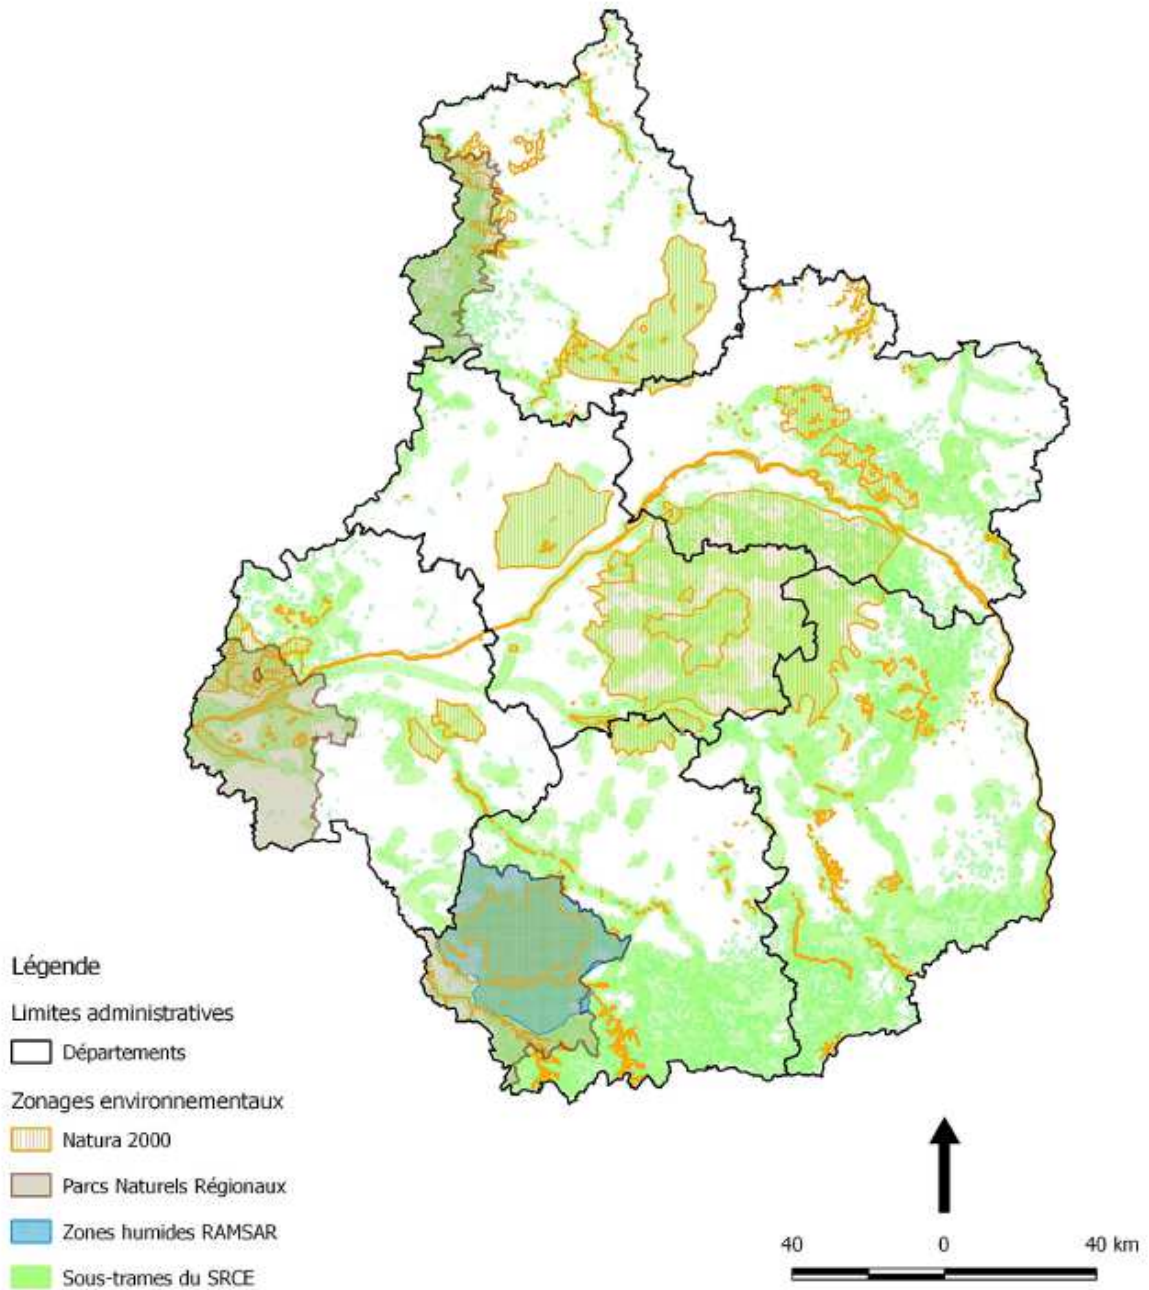 Légende
Limites administratives
Départements
Zonages environnementaux
Natura 2000
Parcs Naturels Régionaux
Zones humides RAMSAR
Sous-trames du SRCE
40 0 40 km